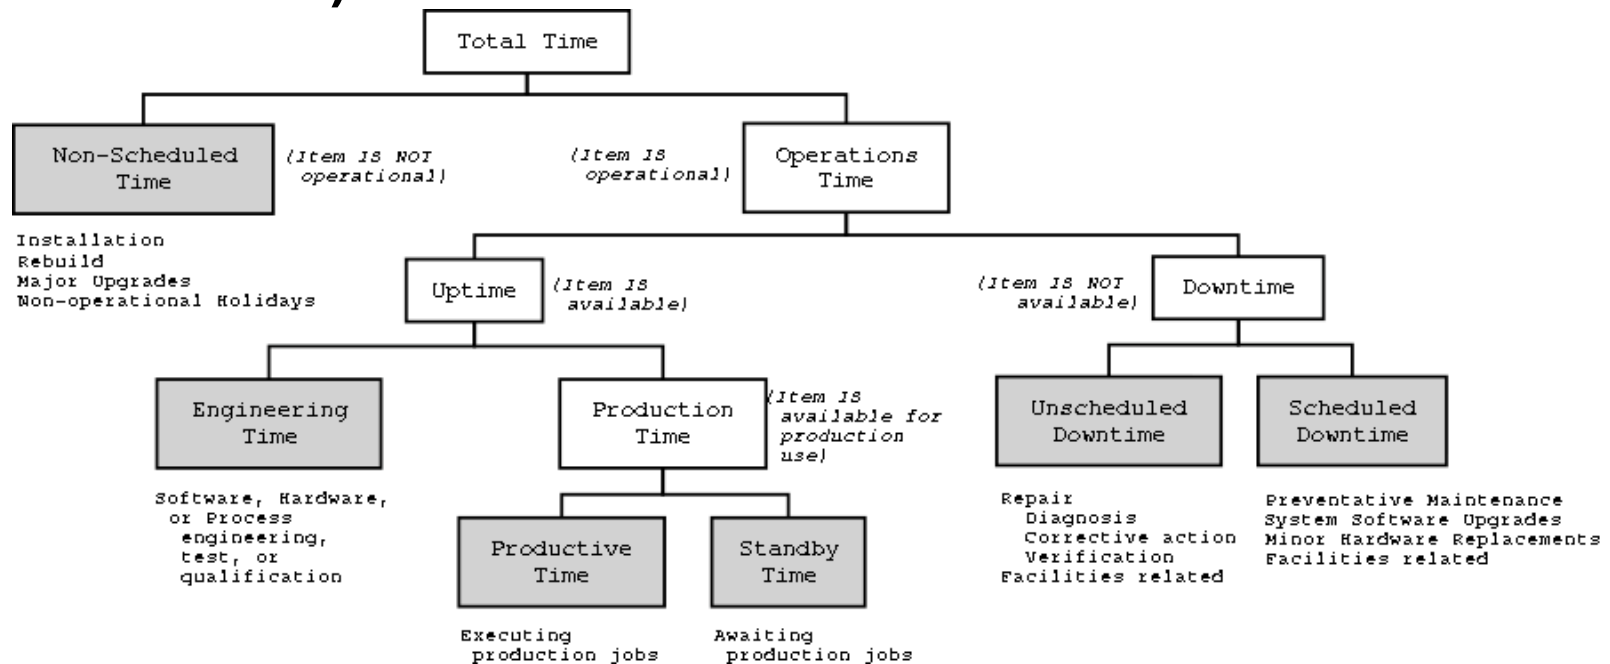 Total Time
Non-Scheduled
Time
(Item IS NOT
operational)
(Item IS
operational)
Operations
Time
Installation
Rebuild
Major Upgrades
Non-operational Holidays
Uptime
(Item IS
available)
(Item IS NOT
available)
Downtime
Engineering
Time
Production
Time
(Item IS
available for
production
use)
Unscheduled
Downtime
Scheduled
Downtime
Software, Hardware,
or Process
engineering,
test, or
qualification
Productive
Time
Standby
Time
Repair
Diagnosis
Corrective action
Verification
Facilities related
Preventative Maintenance
System Software Upgrades
Minor Hardware Replacements
Facilities related
Executing
production jobs
Awaiting
production jobs